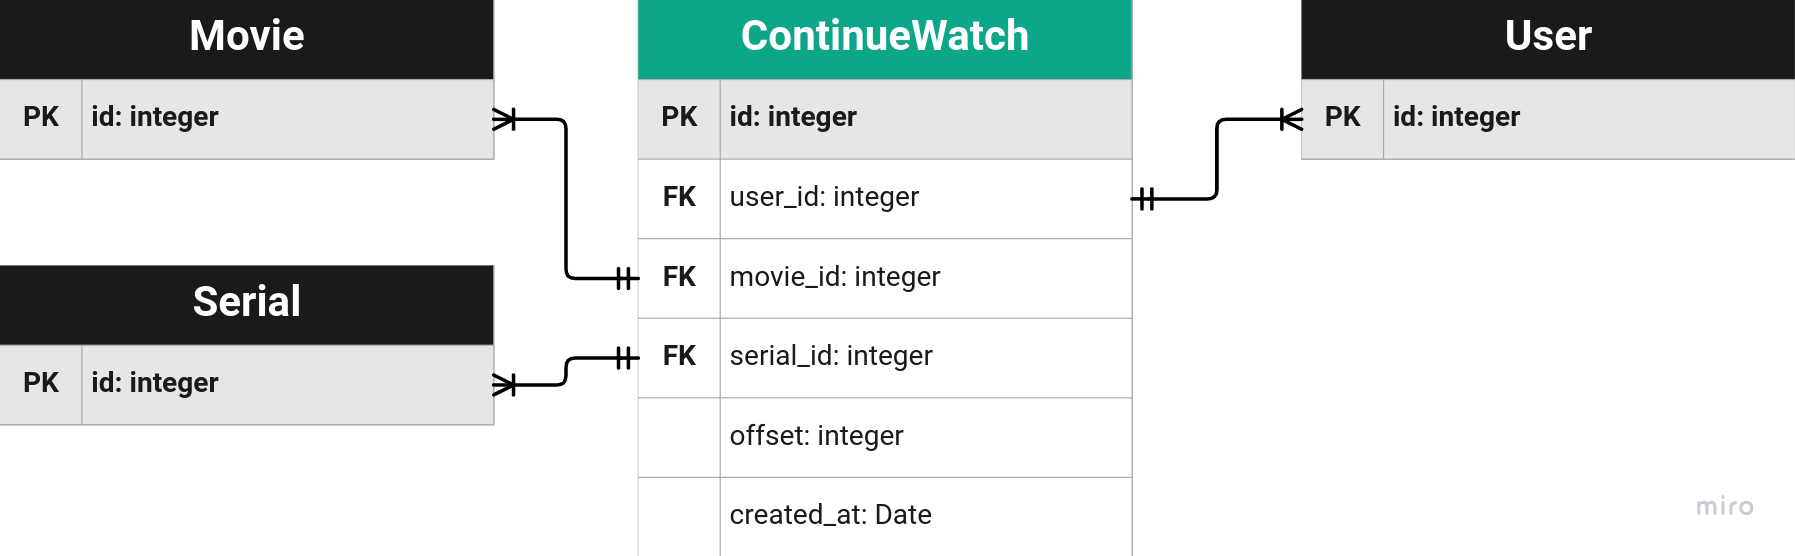 Movie
PK id: integer
Serial
PK id: integer
ContinueWatch
PK id: integer
FK user_id: integer
FK movie_id: integer
FK serial_id: integer
offset: integer
created_at: Date
User
PK id: integer
miro